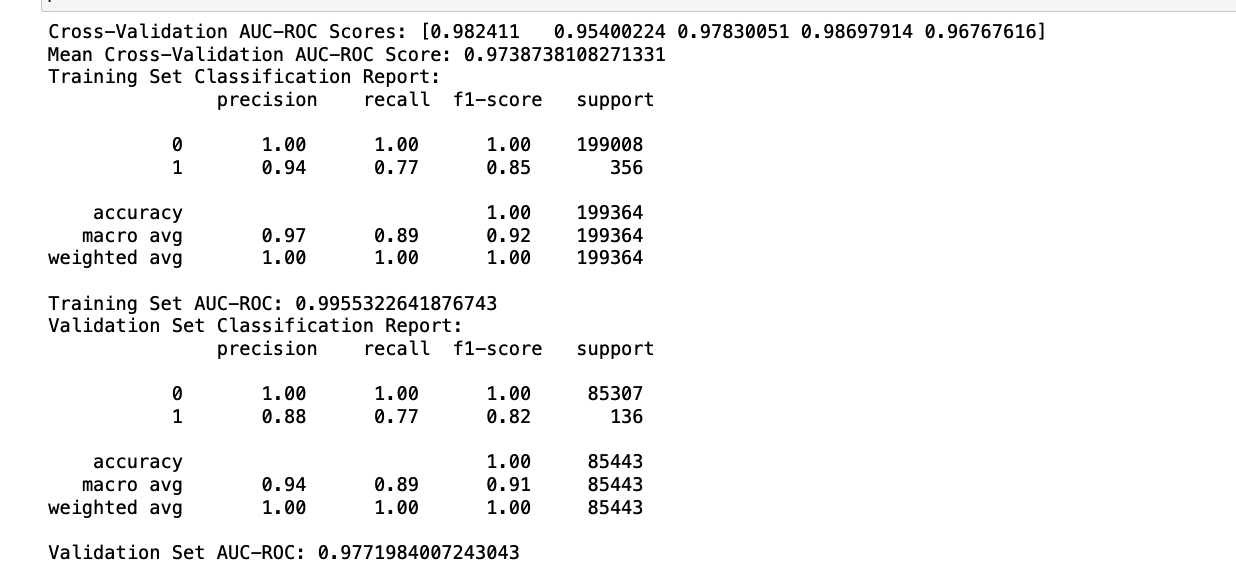 Cross-Validation AUC-ROC Scores: [0.982411   0.95400224 0.97830051 0.98697914 0.96767616]
Mean Cross-Validation AUC-ROC Score: 0.9738738108271331
Training Set Classification Report:
precision    recall  f1-score   support
0       1.00      1.00      1.00    199008
1       0.94      0.77      0.85       356
accuracy                           1.00    199364
macro avg       0.97      0.89      0.92    199364
weighted avg       1.00      1.00      1.00    199364
Training Set AUC-ROC: 0.9955322641876743
Validation Set Classification Report:
precision    recall  f1-score   support
0       1.00      1.00      1.00     85307
1       0.88      0.77      0.82       136
accuracy                           1.00     85443
macro avg       0.94      0.89      0.91     85443
weighted avg       1.00      1.00      1.00     85443
Validation Set AUC-ROC: 0.9771984007243043